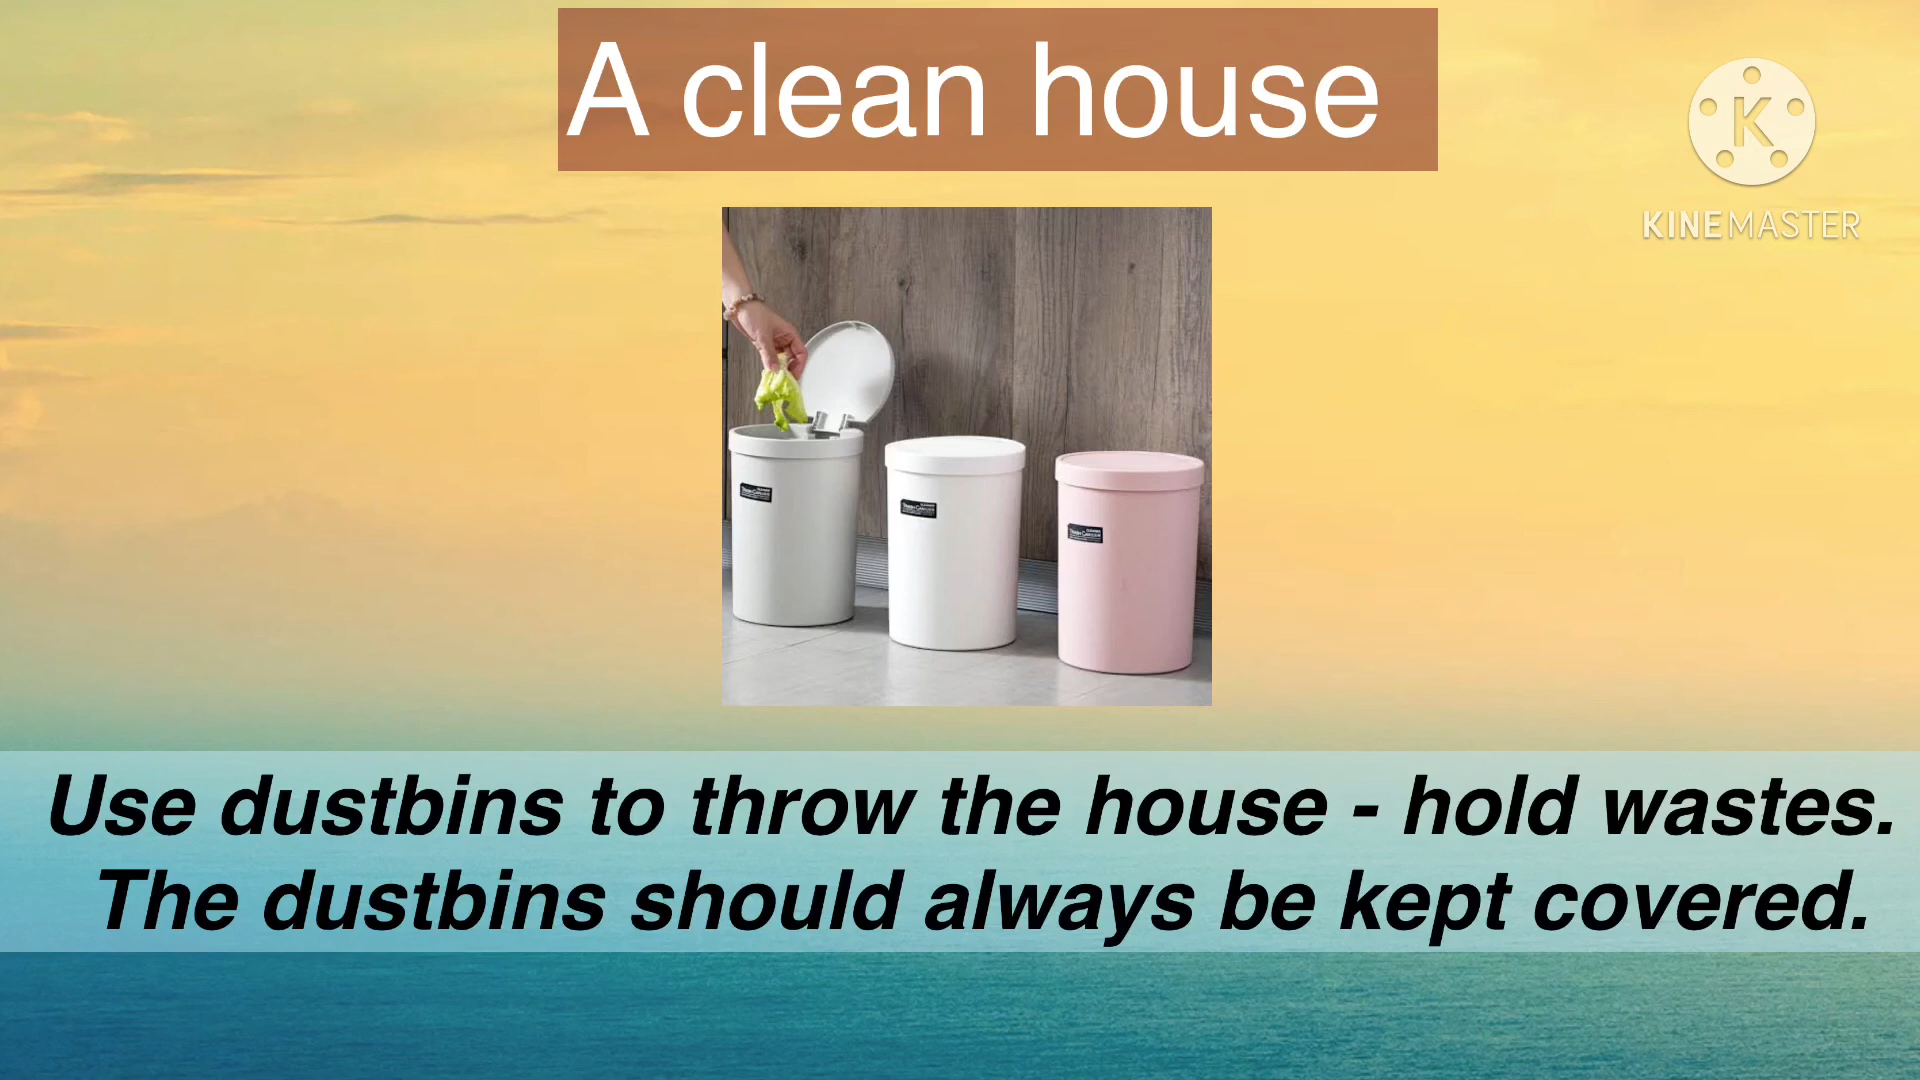 A clean house
K
KINEMASTER
Use dustbins to throw the house - hold wastes.
The dustbins should always be kept covered.